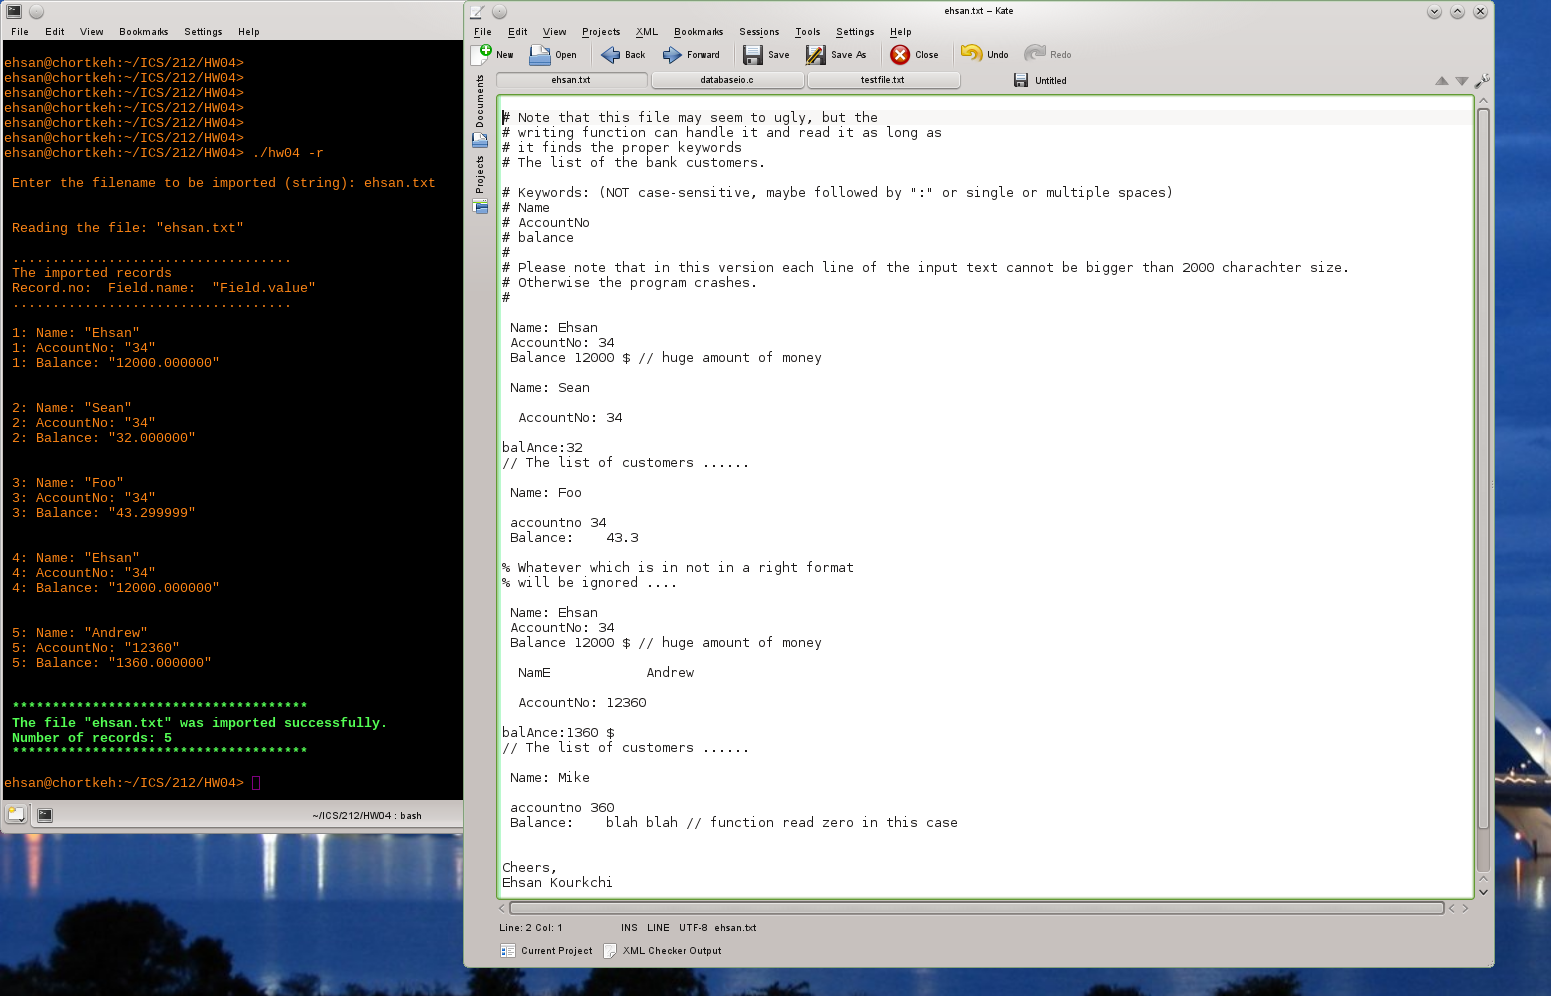 File Edit View Bookmarks Settings Help
ehsan@chortkeh:~/ICS/212/HW04>
ehsan@chortkeh:~/ICS/212/HW04>
ehsan@chortkeh:~/ICS/212/HW04>
ehsan@chortkeh:~/ICS/212/HW04>
ehsan@chortkeh:~/ICS/212/HW04>
ehsan@chortkeh:~/ICS/212/HW04>
ehsan@chortkeh:~/ICS/212/HW04> ./hw04 -r
Enter the filename to be imported (string): ehsan.txt
Reading the file: "ehsan.txt"
...................................
The imported records
Record.no:  Field.name:  "Field.value"
...................................
1: Name: "Ehsan"
1: AccountNo: "34"
1: Balance: "12000.000000"
2: Name: "Sean"
2: AccountNo: "34"
2: Balance: "32.000000"
3: Name: "Foo"
3: AccountNo: "34"
3: Balance: "43.299999"
4: Name: "Ehsan"
4: AccountNo: "34"
4: Balance: "12000.000000"
5: Name: "Andrew"
5: AccountNo: "12360"
5: Balance: "1360.000000"
*************************************
The file "ehsan.txt" was imported successfully.
Number of records: 5
*************************************
ehsan@chortkeh:~/ICS/212/HW04>
~/ICS/212/HW04 : bash
ehsan.txt – Kate
File Edit View Projects XML Bookmarks Sessions Tools Settings Help
New Open Back Forward Save Save As Close Undo Redo
ehsan.txt databaseio.c testfile.txt Untitled
Documents
Projects
# Note that this file may seem to ugly, but the
# writing function can handle it and read it as long as
# it finds the proper keywords
# The list of the bank customers.
# Keywords: (NOT case-sensitive, maybe followed by ":" or single or multiple spaces)
# Name
# AccountNo
# balance
#
# Please note that in this version each line of the input text cannot be bigger than 2000 charachter size.
# Otherwise the program crashes.
#
Name: Ehsan
AccountNo: 34
Balance 12000 $ // huge amount of money
Name: Sean
AccountNo: 34
balAnce:32
// The list of customers ......
Name: Foo
accountno 34
Balance:    43.3
% Whatever which is in not in a right format
% will be ignored ....
Name: Ehsan
AccountNo: 34
Balance 12000 $ // huge amount of money
NamE            Andrew
AccountNo: 12360
balAnce:1360 $
// The list of customers ......
Name: Mike
accountno 360
Balance:    blah blah // function read zero in this case
Cheers,
Ehsan Kourkchi
Line: 2 Col: 1 INS LINE UTF-8 ehsan.txt
Current Project XML Checker Output